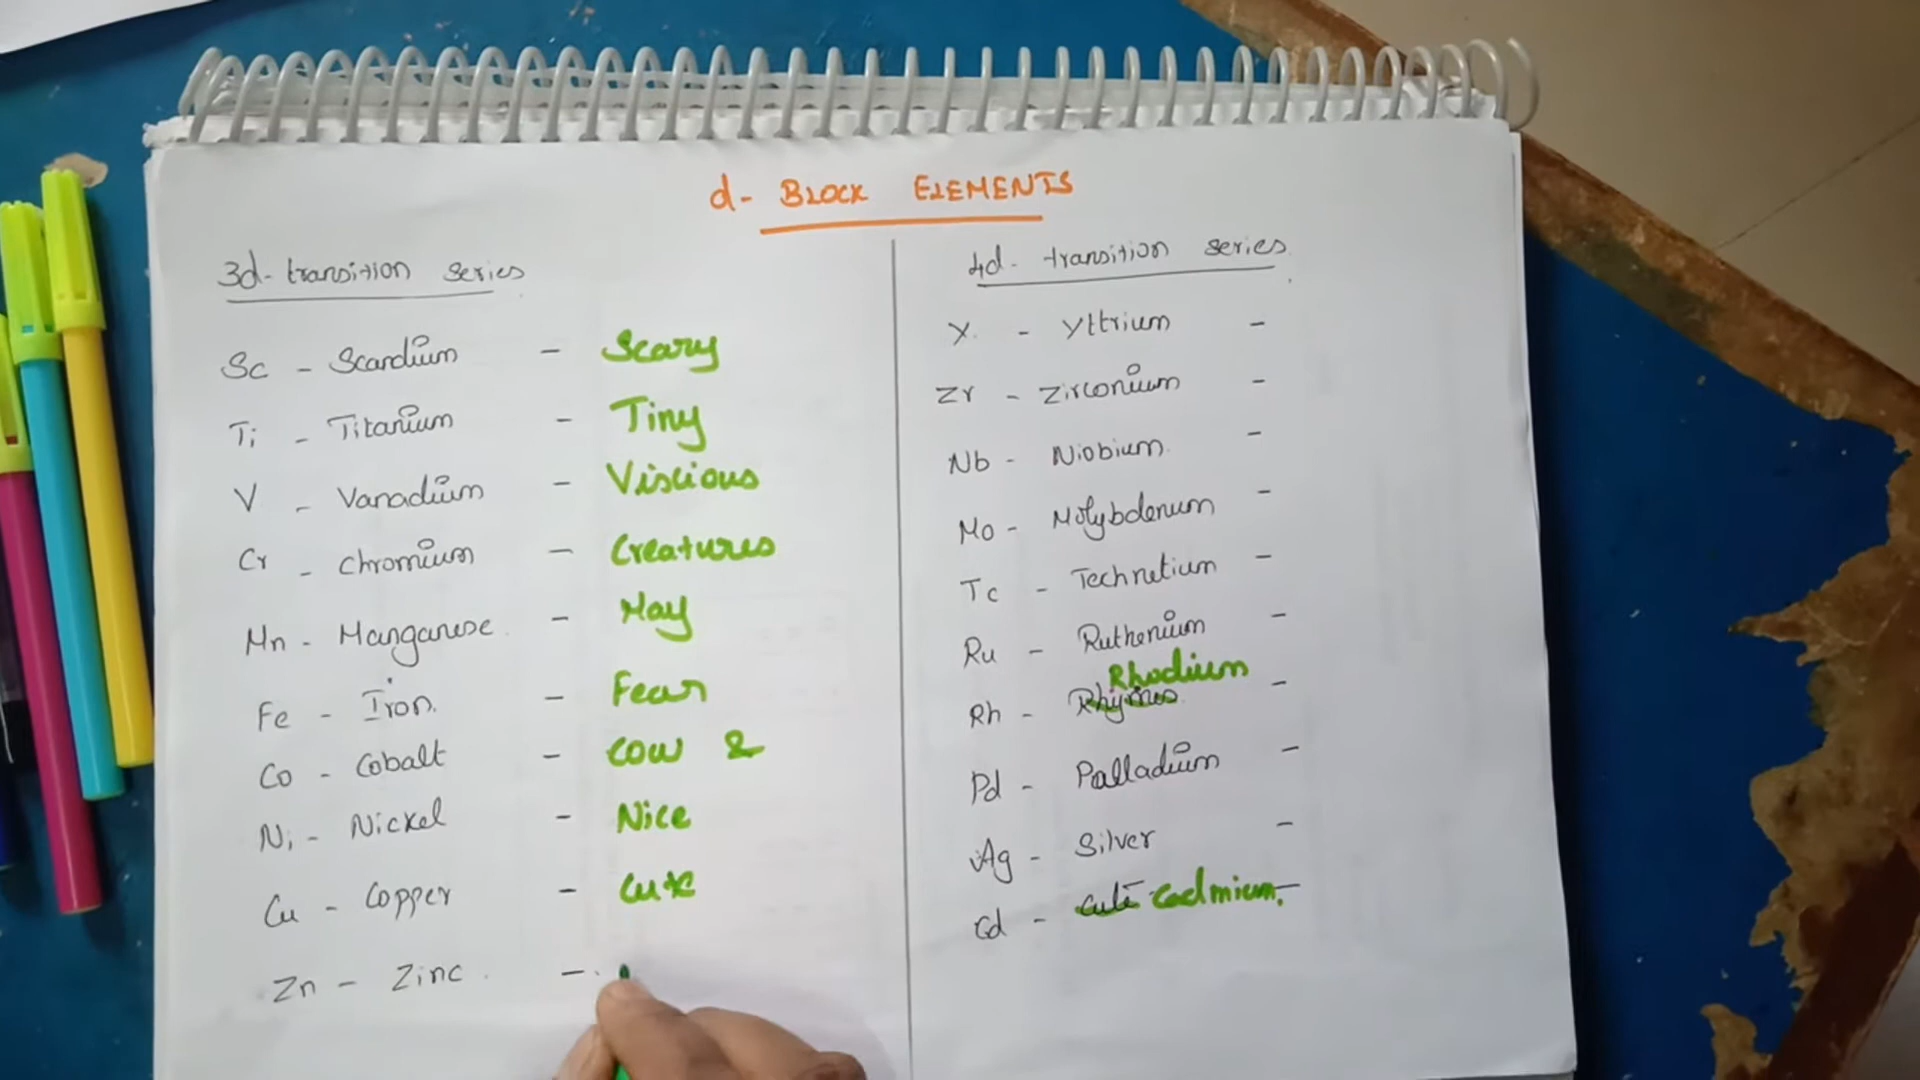 d- BLOCK ELEMENTS
3d- transition series
Sc - Scandium - Scary
Ti - Titanium - Tiny
V - Vanadium - Viscious
Cr - Chromium - Creatures
Mn - Manganese - May
Fe - Iron - Fear
Co - Cobalt - Cow &
Ni - Nickel - Nice
Cu - Copper - Cute
Zn - Zinc -
4d- transition series
Y - Yttrium -
Zr - Zirconium -
Nb - Niobium -
Mo - Molybdenum -
Tc - Technetium -
Ru - Ruthenium -
Rhodium
Rh - Rhymes -
Pd - Palladium -
Ag - Silver -
Cd - Cute Cadmium. -